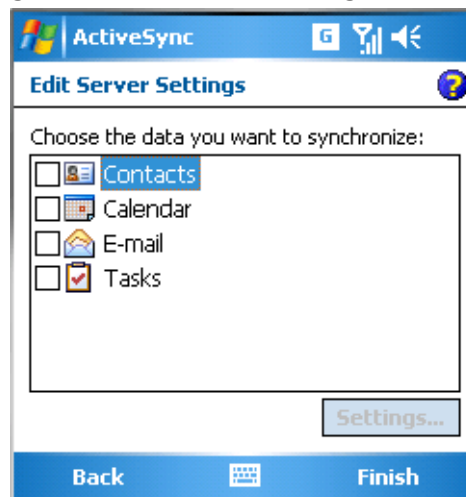 ActiveSync G
Edit Server Settings ?
Choose the data you want to synchronize:
Contacts
Calendar
E-mail
Tasks
Settings...
Back Finish